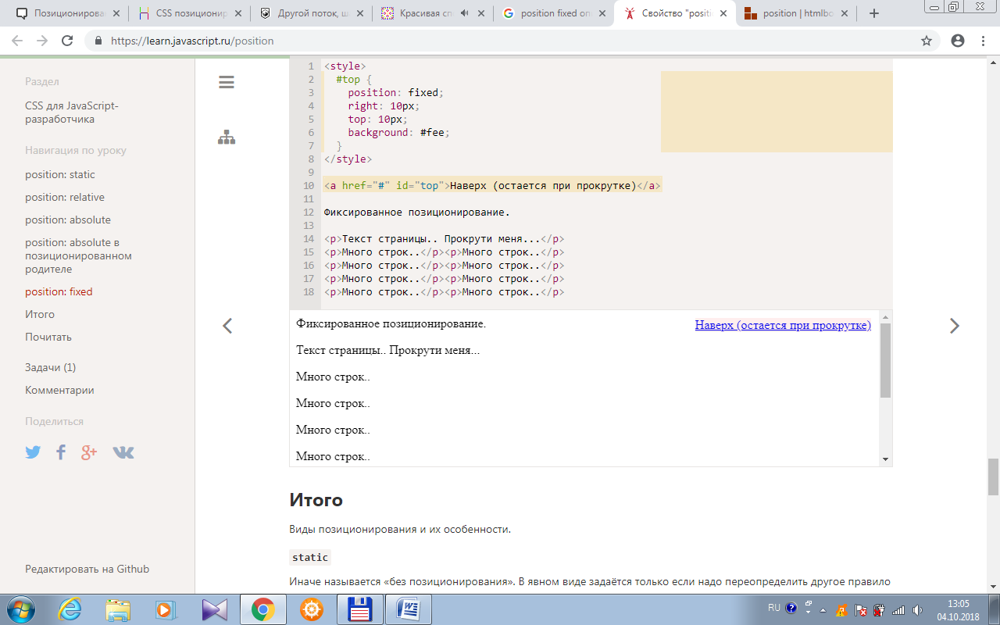 Позиционирова
CSS позиционир
Другой поток, ш
Красивая спи
position fixed оп
Свойство "positi
position | htmlbo
https://learn.javascript.ru/position
Раздел
CSS для JavaScript-
разработчика
Навигация по уроку
position: static
position: relative
position: absolute
position: absolute в
позиционированном
родителе
position: fixed
Итого
Почитать
Задачи (1)
Комментарии
Поделиться
Редактировать на Github
1 <style>
2 #top {
3 position: fixed;
4 right: 10px;
5 top: 10px;
6 background: #fee;
7 }
8 </style>
9
10 <a href="#" id="top">Наверх (остается при прокрутке)</a>
11
12 Фиксированное позиционирование.
13
14 <p>Текст страницы.. Прокрути меня...</p>
15 <p>Много строк..</p><p>Много строк..</p>
16 <p>Много строк..</p><p>Много строк..</p>
17 <p>Много строк..</p><p>Много строк..</p>
18 <p>Много строк..</p><p>Много строк..</p>
Фиксированное позиционирование.
Наверх (остается при прокрутке)
Текст страницы.. Прокрути меня...
Много строк..
Много строк..
Много строк..
Много строк..
Итого
Виды позиционирования и их особенности.
static
Иначе называется «без позиционирования». В явном виде задаётся только если надо переопределить другое правило
RU
13:05
04.10.2018